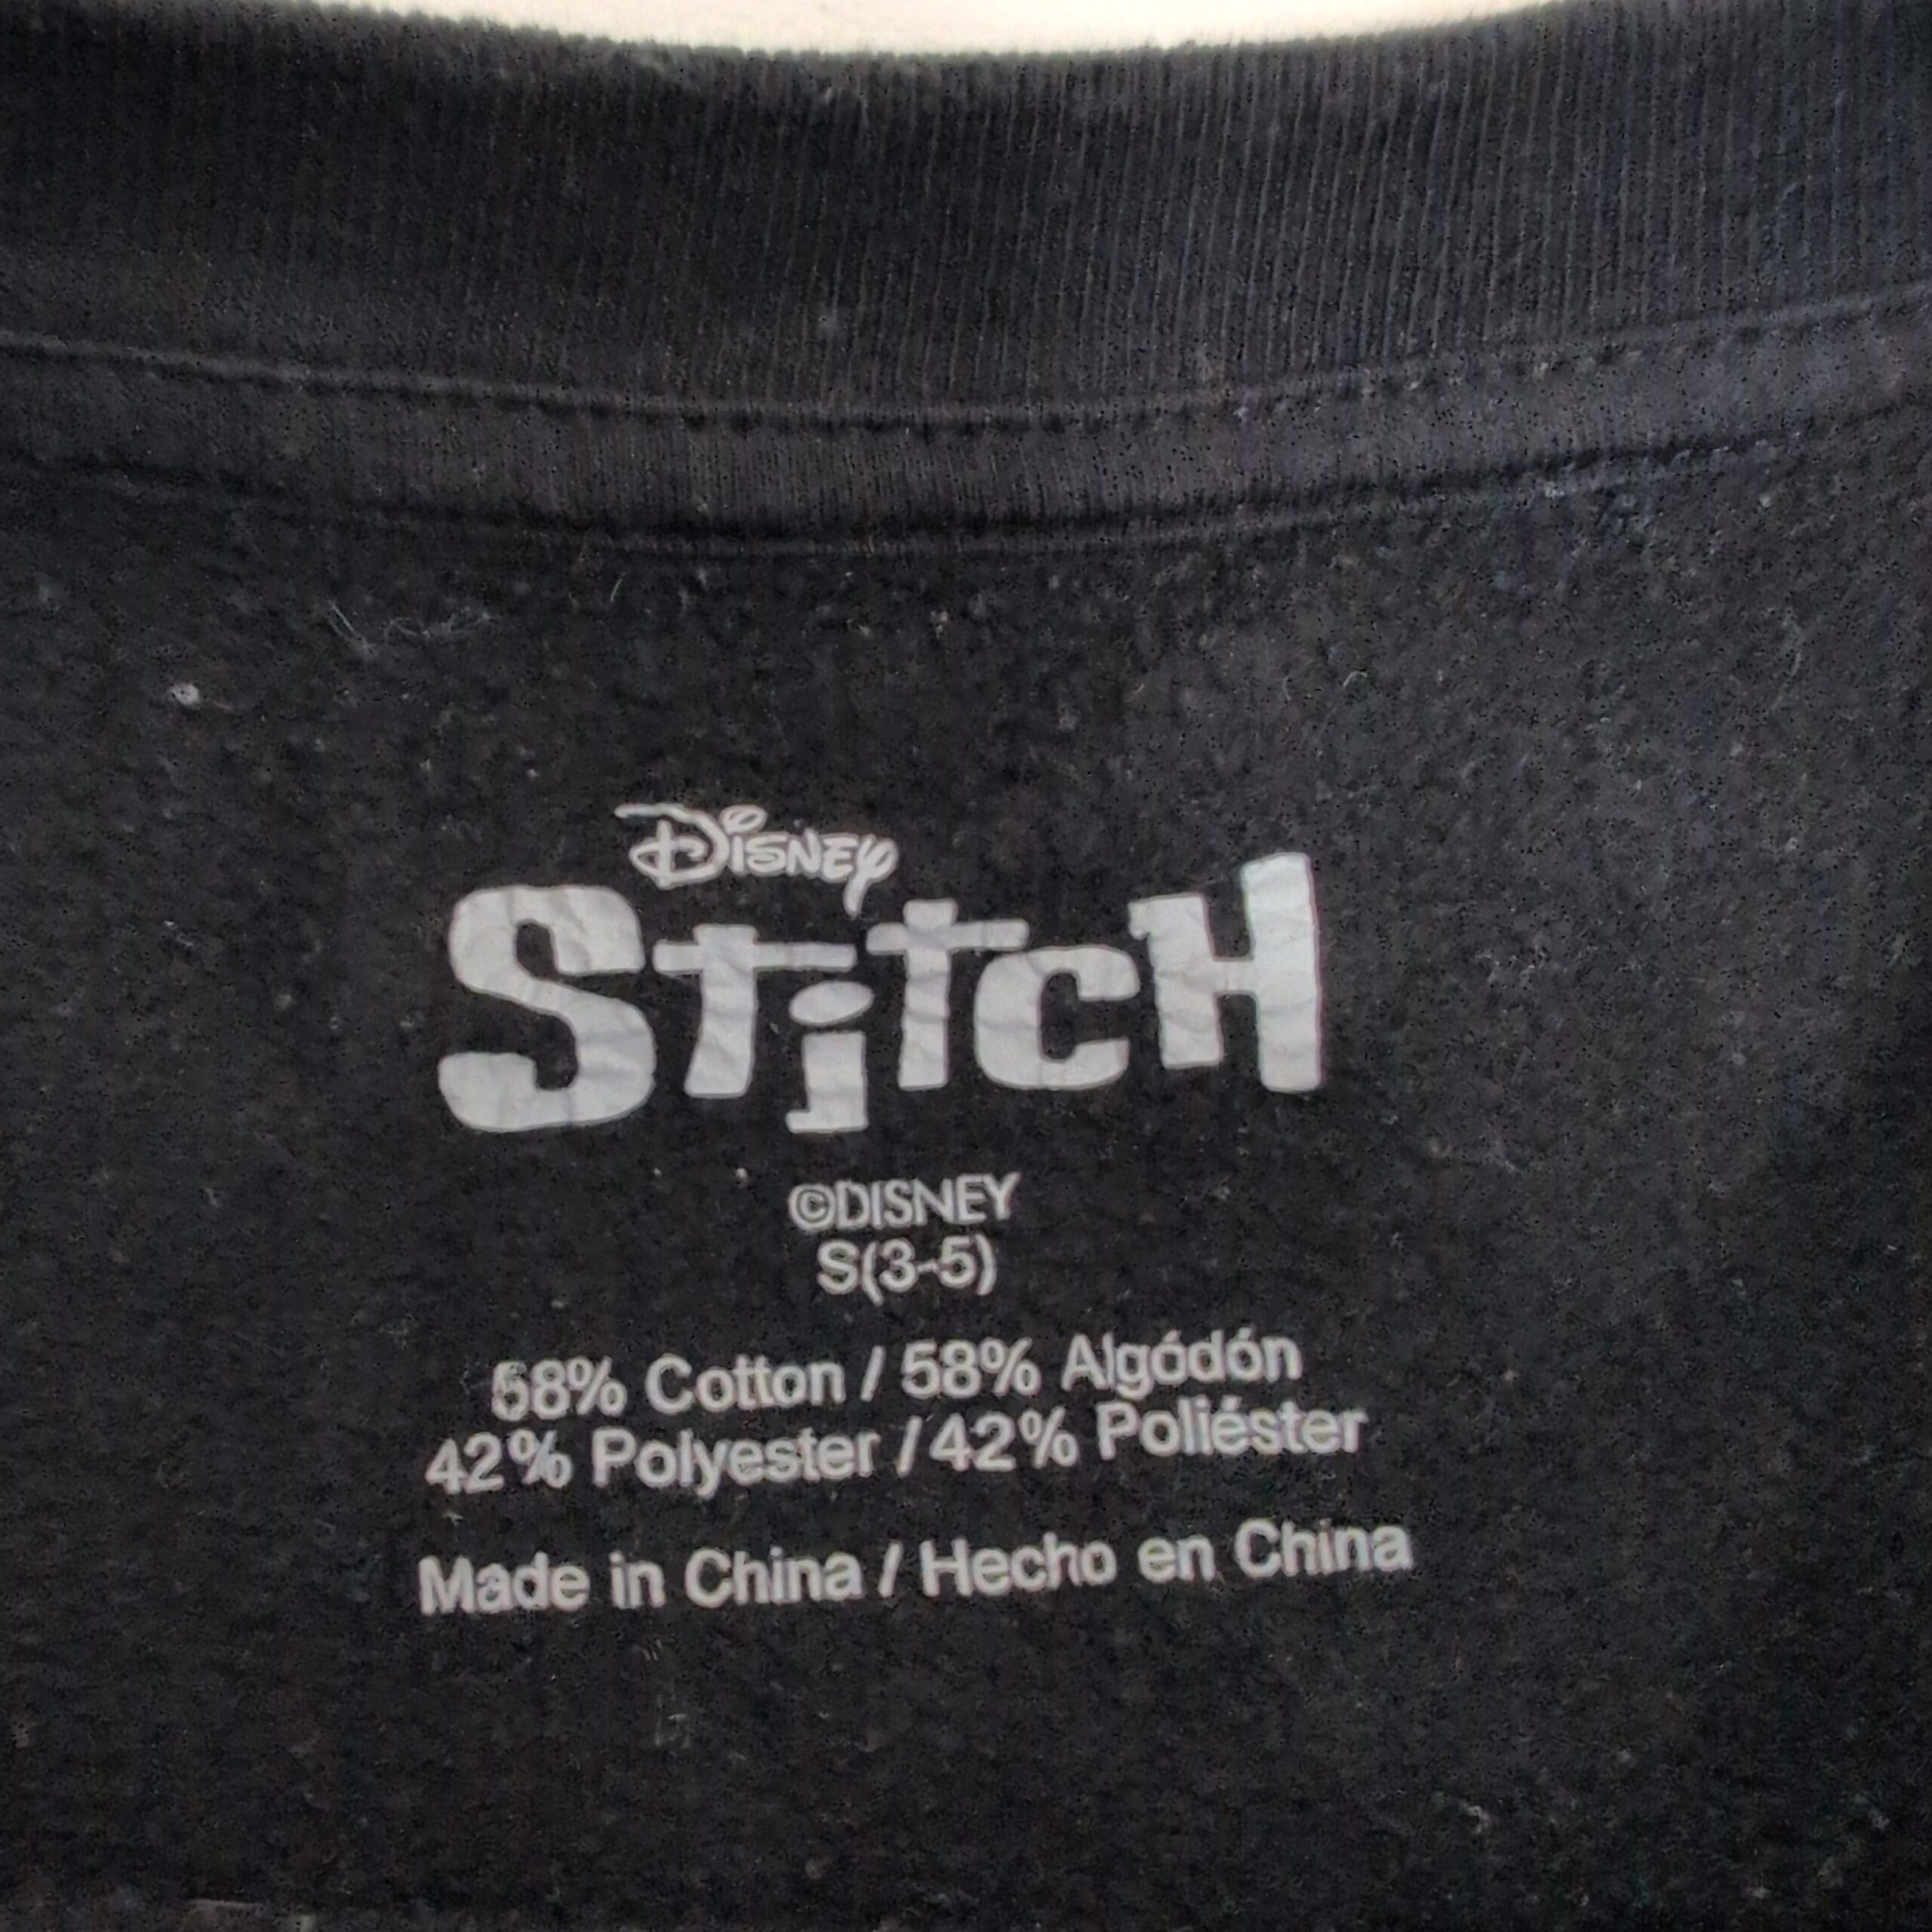 Disney
Stitch
©DISNEY
S(3-5)
58% Cotton / 58% Algódón
42% Polyester / 42% Poliéster
Made in China / Hecho en China